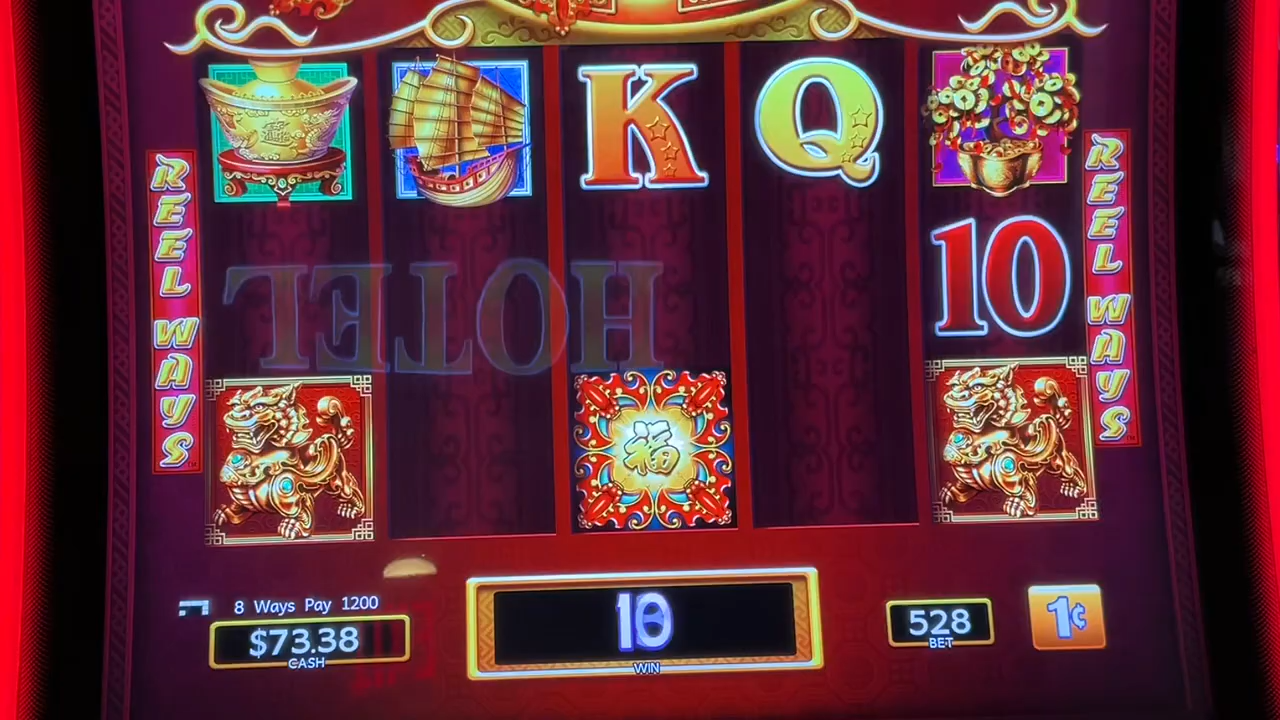 K
Q
REEL WAYS
REEL WAYS
10
HOTEL
福
8 Ways Pay 1200
$73.38
CASH
10
WIN
528
BET
1¢